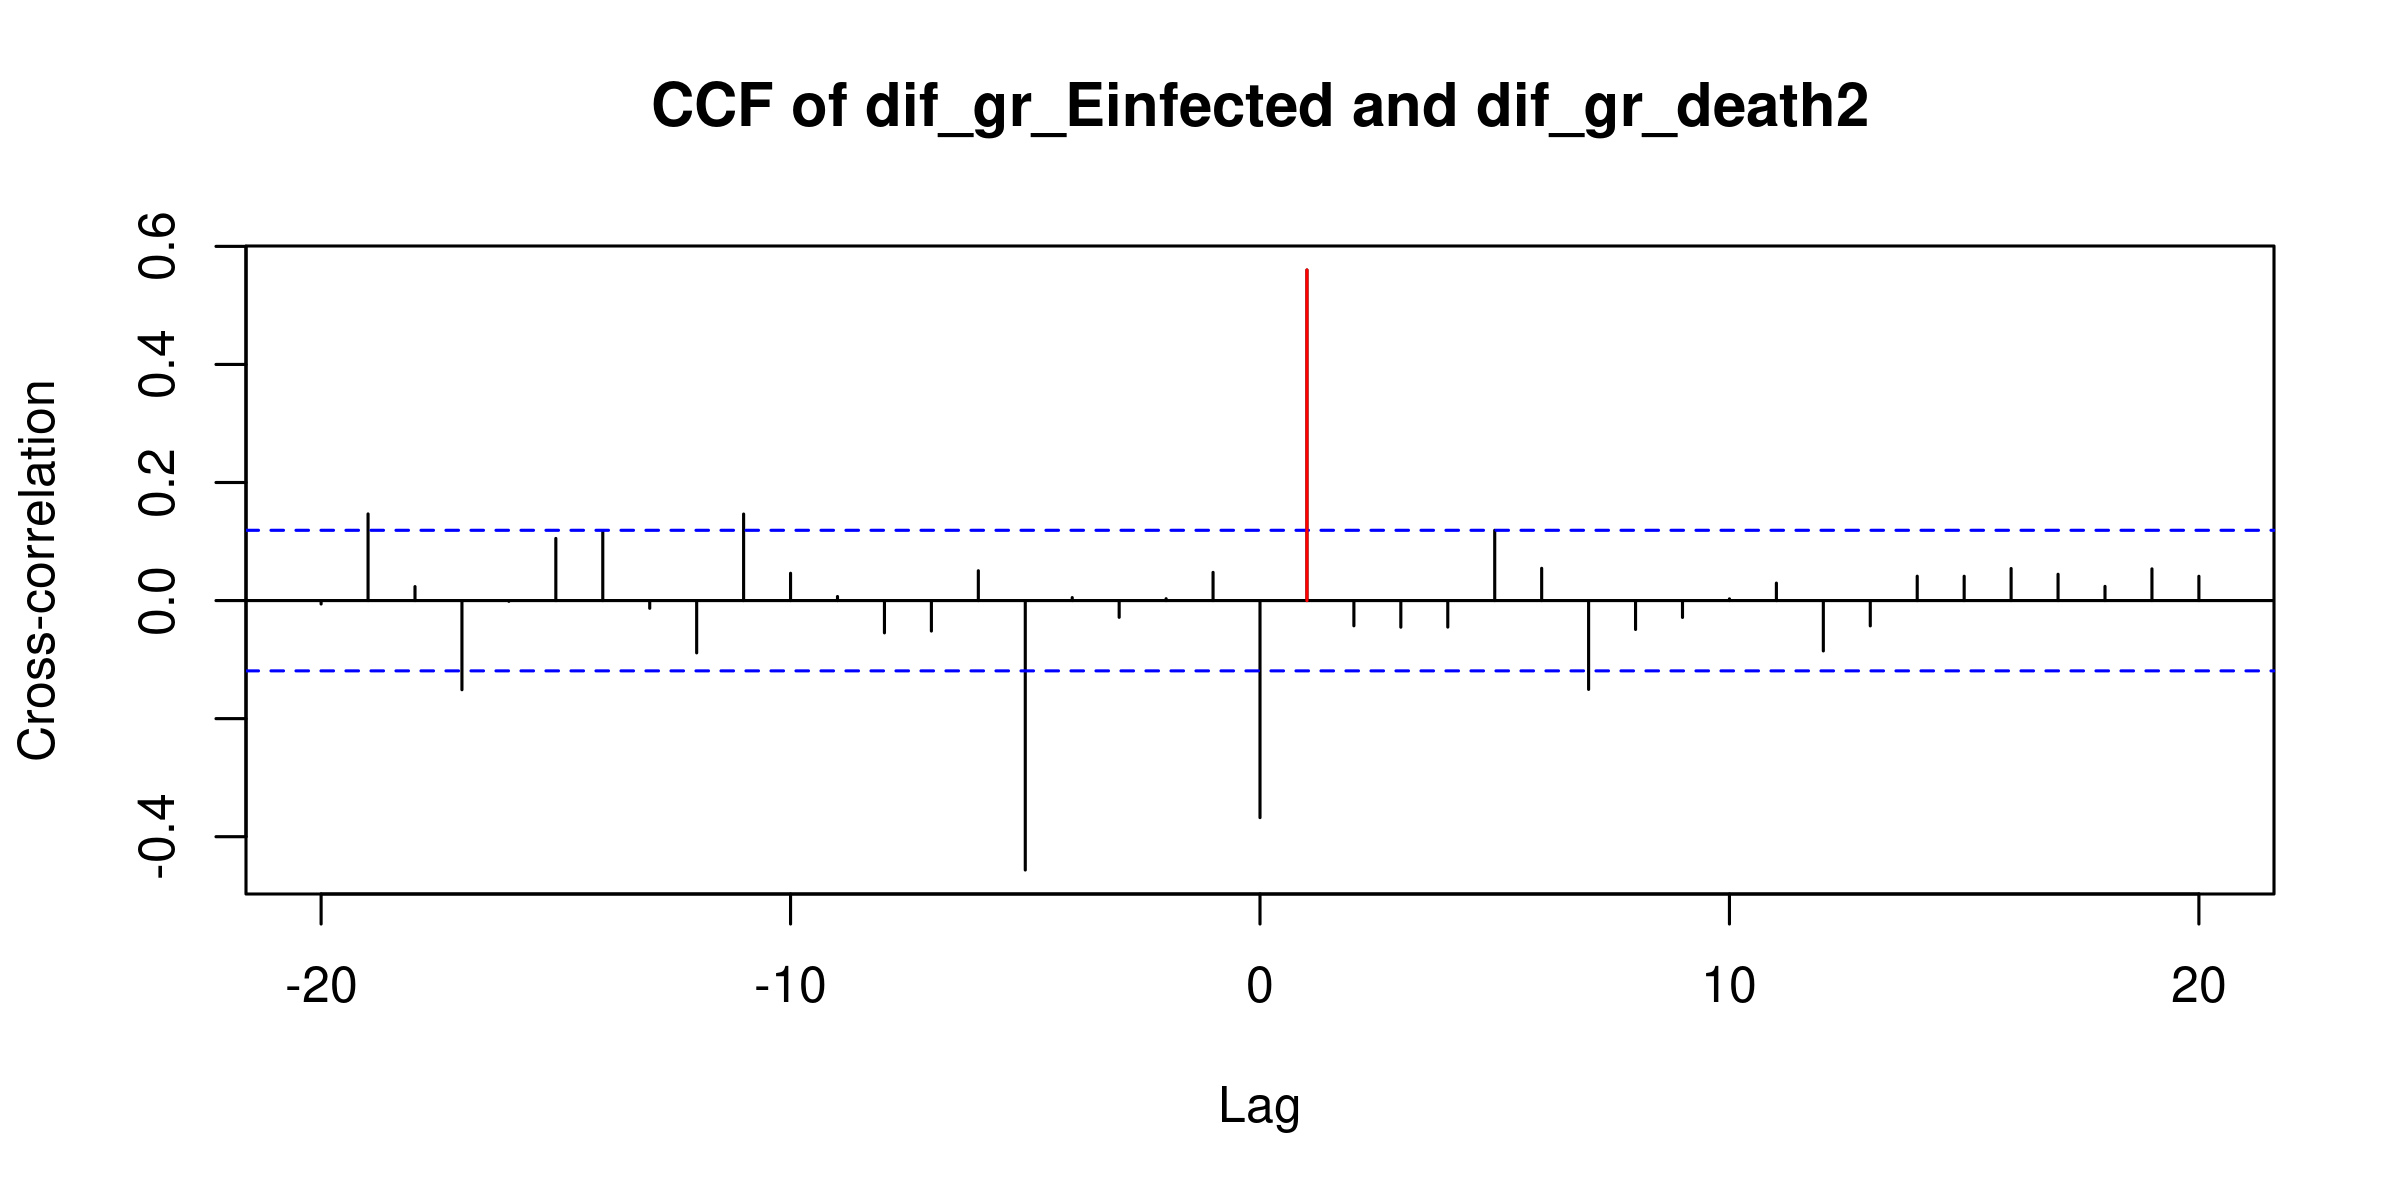 CCF of dif_gr_Einfected and dif_gr_death2
Cross-correlation
0.6
0.4
0.2
0.0
-0.4
-20 -10 0 10 20
Lag